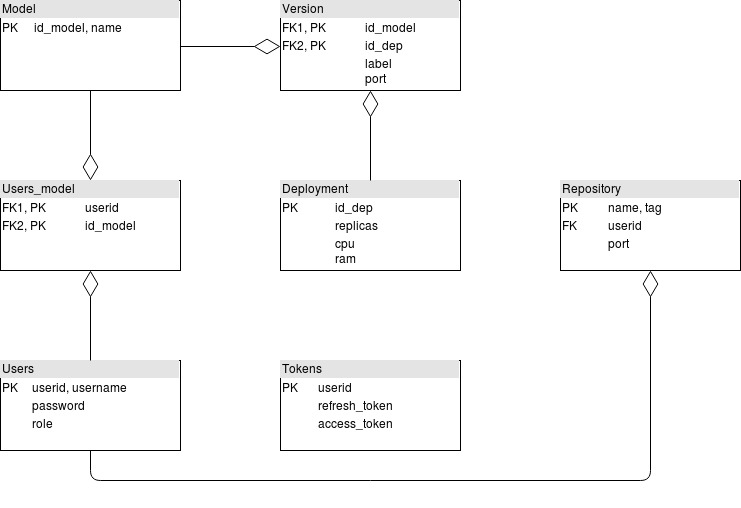 Model
PK id_model, name
Version
FK1, PK id_model
FK2, PK id_dep
label
port
Users_model
FK1, PK userid
FK2, PK id_model
Deployment
PK id_dep
replicas
cpu
ram
Repository
PK name, tag
FK userid
port
Users
PK userid, username
password
role
Tokens
PK userid
refresh_token
access_token